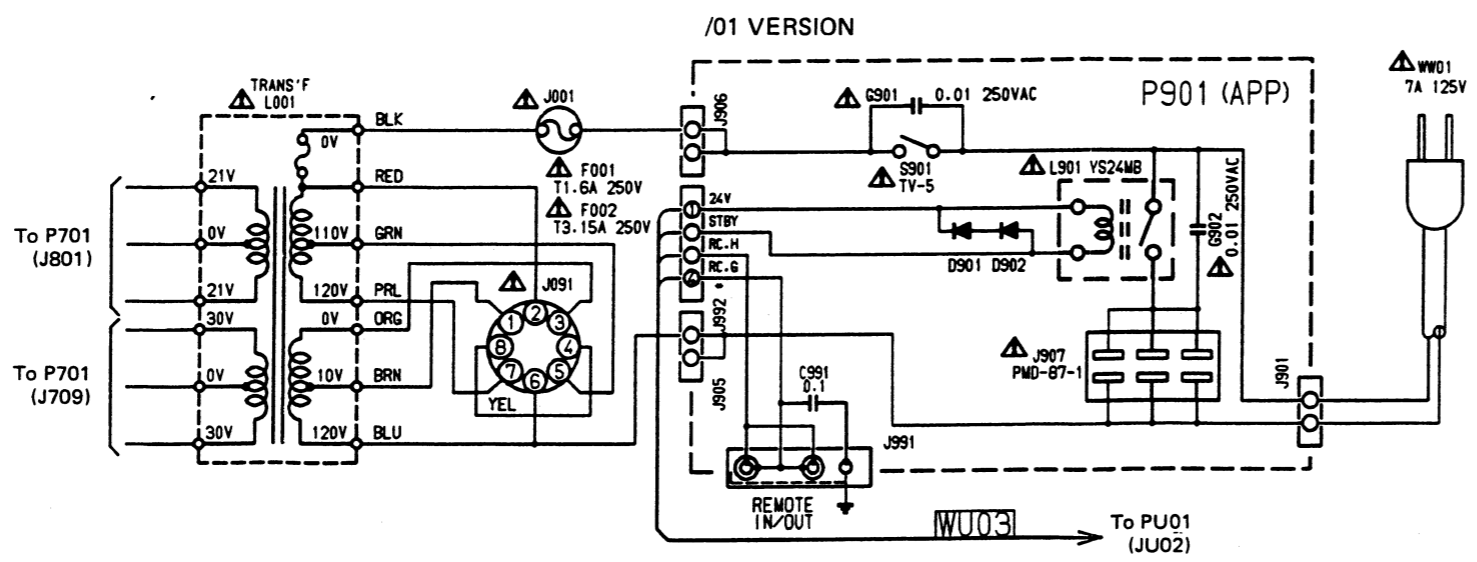 /01 VERSION
TRANS'F
L001
J001
BLK
0V
F001
T1.6A 250V
F002
T3.15A 250V
RED
21V
110V
GRN
0V
To P701
(J801)
21V
120V
PRL
30V
0V
ORG
To P701
(J709)
0V
10V
BRN
30V
120V
BLU
YEL
J091
1
2
3
4
5
6
7
8
J906
G901
0.01 250VAC
P901 (APP)
WW01
7A 125V
S901
TV-5
L901 YS24MB
G902
0.01 250VAC
1
24V
STBY
RC.H
4
RC.G
D901 D902
J992
J905
J907
PMD-87-1
J901
C991
0.1
J991
REMOTE
IN/OUT
WU03
To PU01
(JU02)